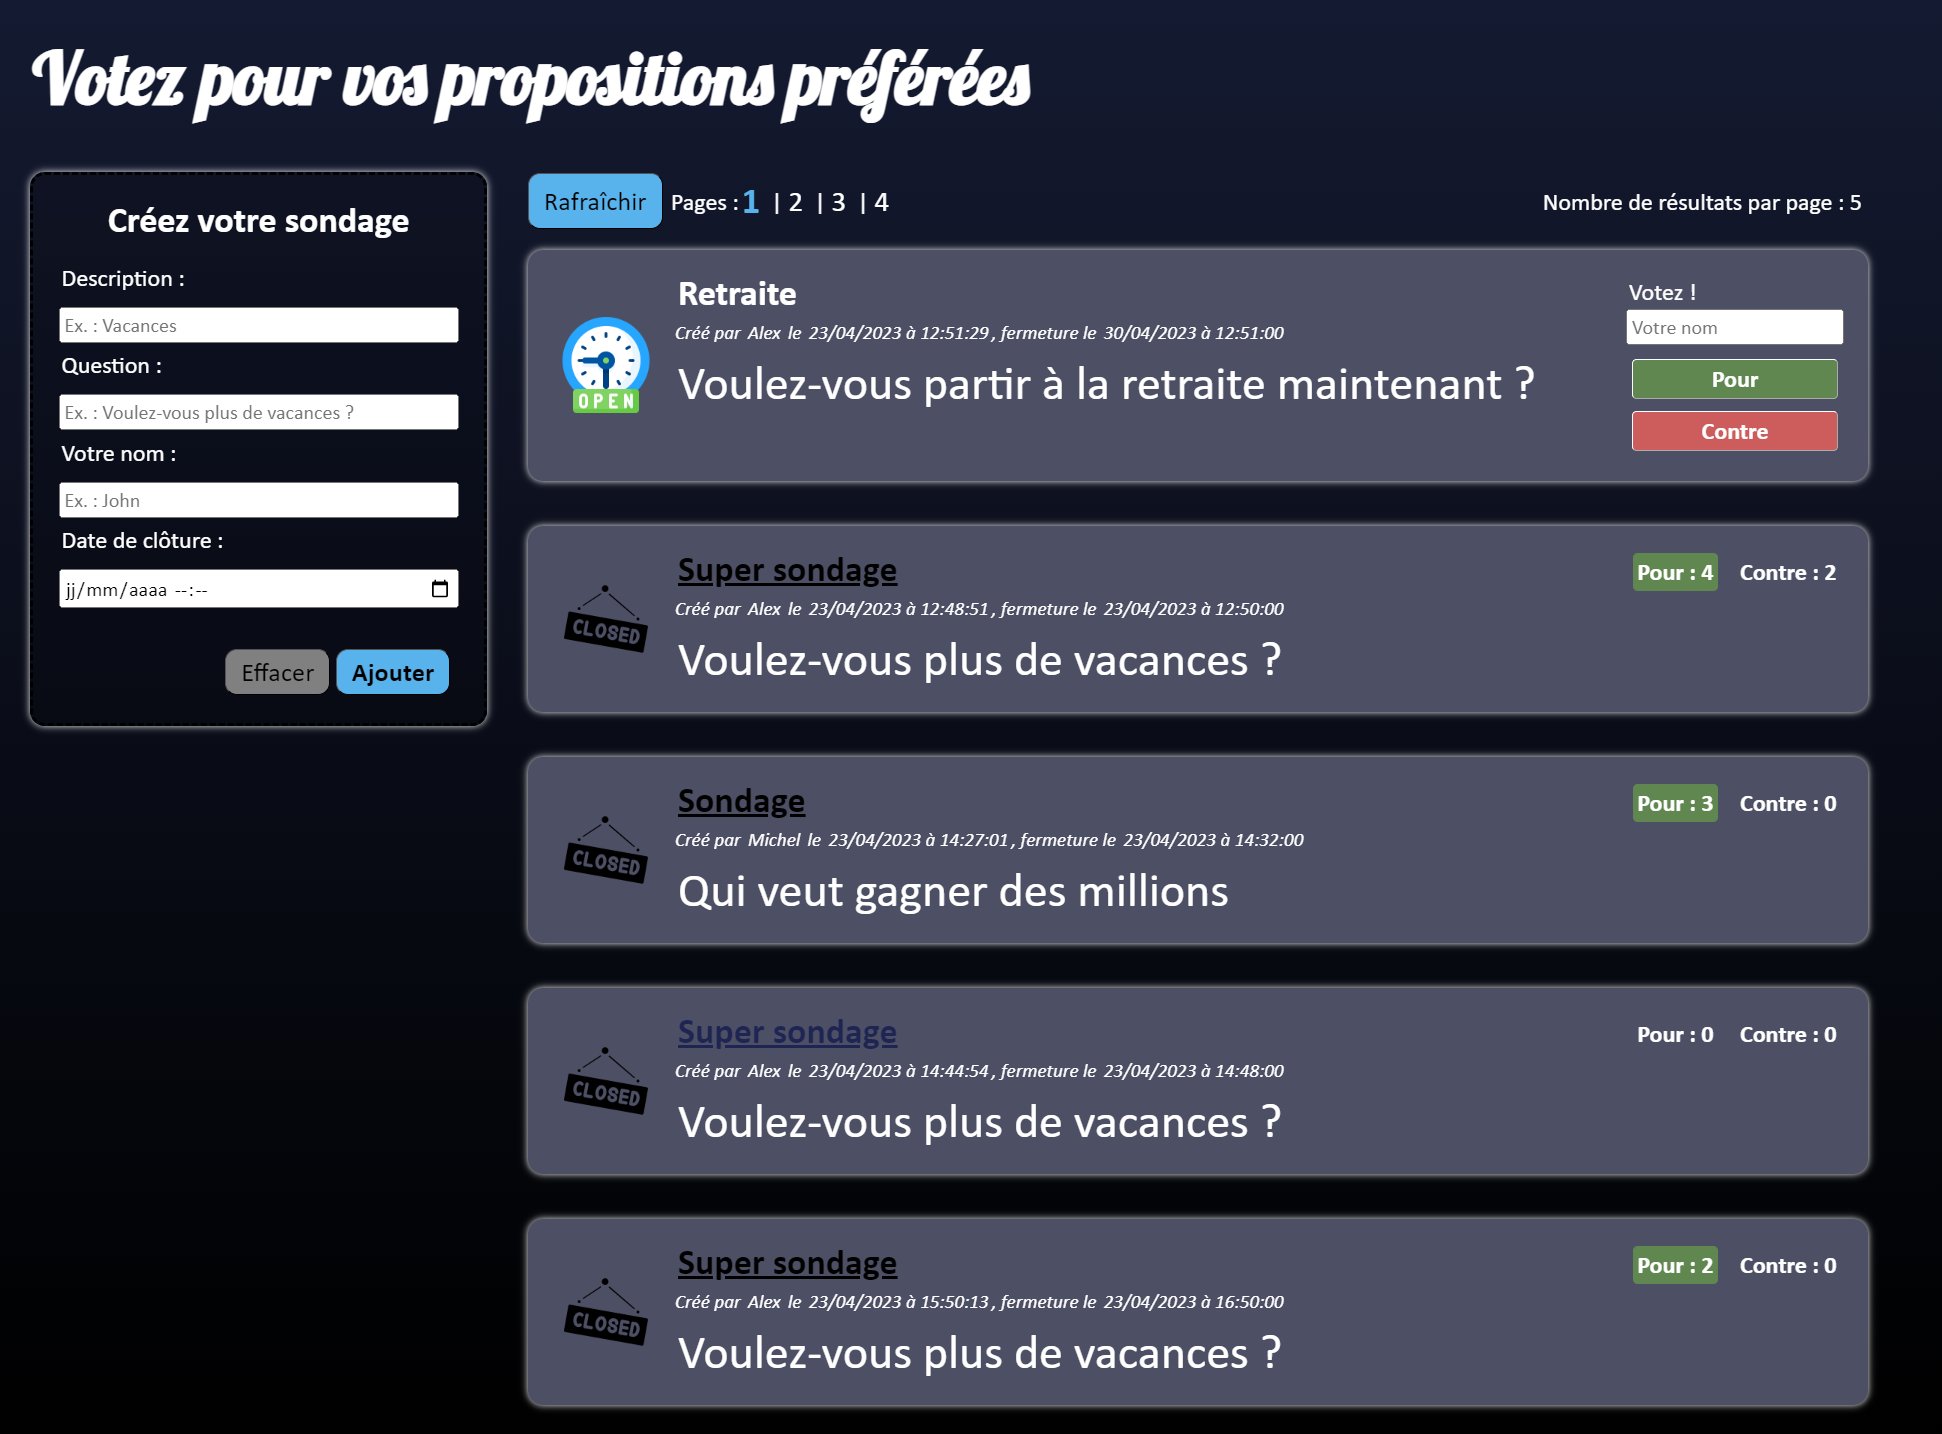 Votez pour vos propositions préférées
Créez votre sondage
Description :
Ex. : Vacances
Question :
Ex. : Voulez-vous plus de vacances ?
Votre nom :
Ex. : John
Date de clôture :
jj/mm/aaaa --:--
Effacer Ajouter
Rafraîchir Pages : 1 | 2 | 3 | 4 Nombre de résultats par page : 5
Retraite
Créé par Alex le 23/04/2023 à 12:51:29, fermeture le 30/04/2023 à 12:51:00
Voulez-vous partir à la retraite maintenant ?
OPEN
Votez !
Votre nom
Pour
Contre
Super sondage
Pour : 4 Contre : 2
Créé par Alex le 23/04/2023 à 12:48:51, fermeture le 23/04/2023 à 12:50:00
CLOSED
Voulez-vous plus de vacances ?
Sondage
Pour : 3 Contre : 0
Créé par Michel le 23/04/2023 à 14:27:01, fermeture le 23/04/2023 à 14:32:00
CLOSED
Qui veut gagner des millions
Super sondage
Pour : 0 Contre : 0
Créé par Alex le 23/04/2023 à 14:44:54, fermeture le 23/04/2023 à 14:48:00
CLOSED
Voulez-vous plus de vacances ?
Super sondage
Pour : 2 Contre : 0
Créé par Alex le 23/04/2023 à 15:50:13, fermeture le 23/04/2023 à 16:50:00
CLOSED
Voulez-vous plus de vacances ?